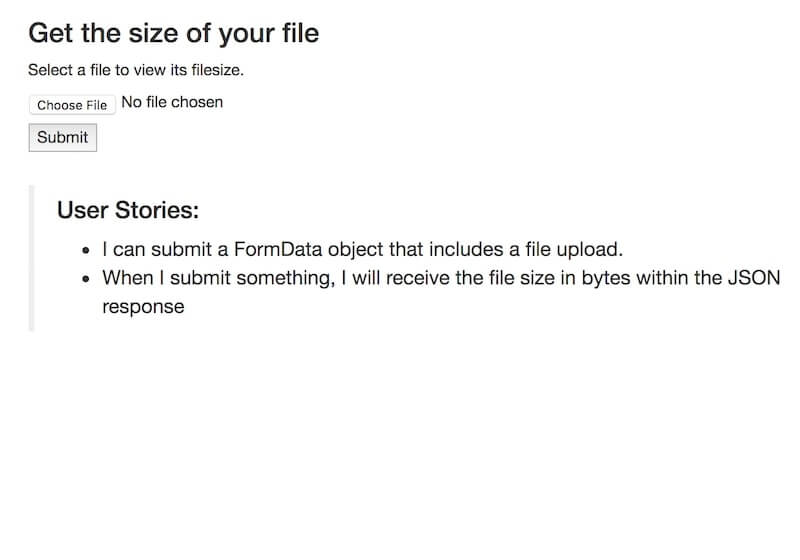 Get the size of your file
Select a file to view its filesize.
Choose File No file chosen
Submit
User Stories:
• I can submit a FormData object that includes a file upload.
• When I submit something, I will receive the file size in bytes within the JSON
response